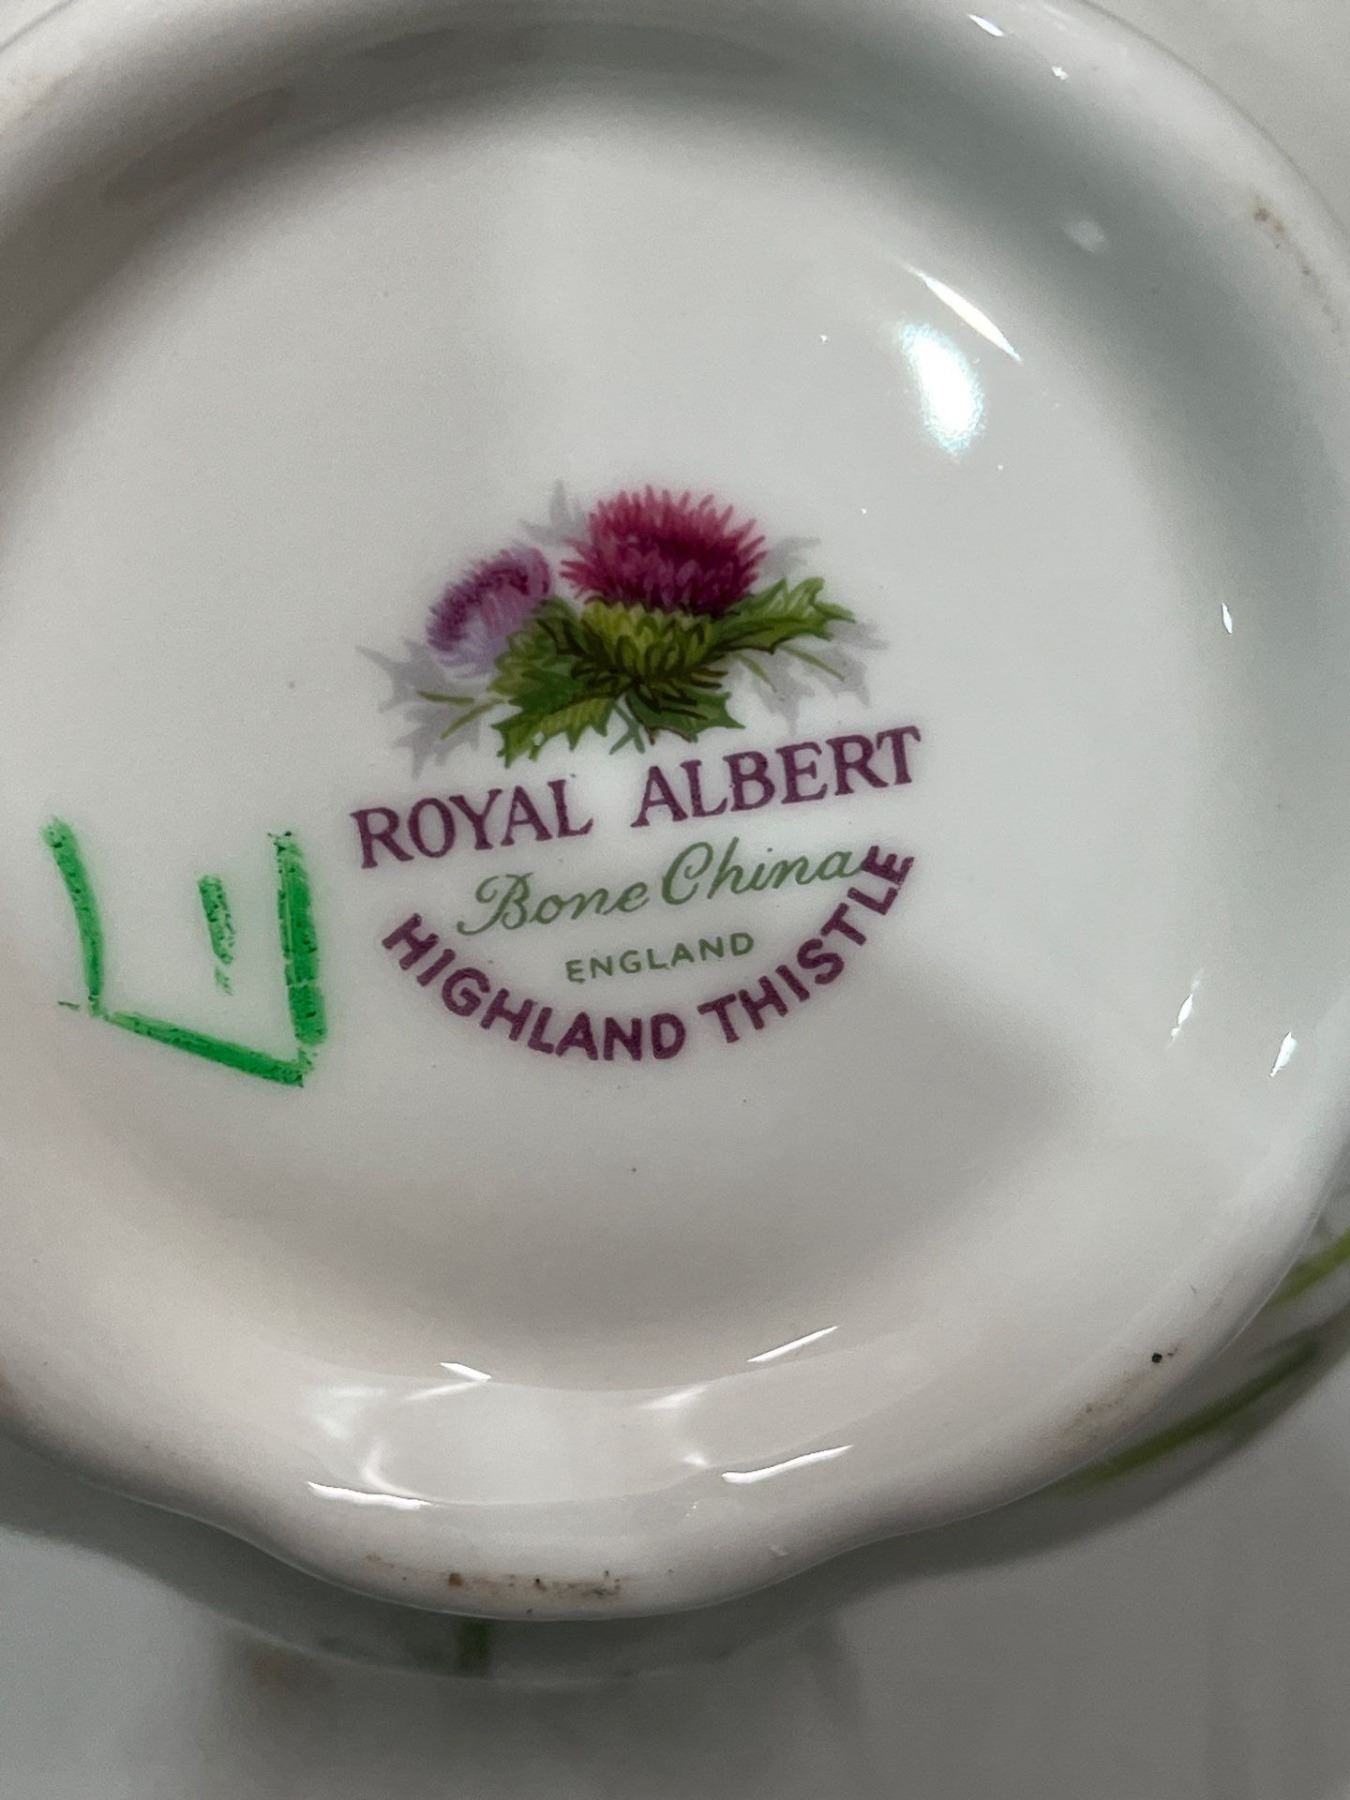 ROYAL ALBERT
Bone China
ENGLAND
HIGHLAND THISTLE
E